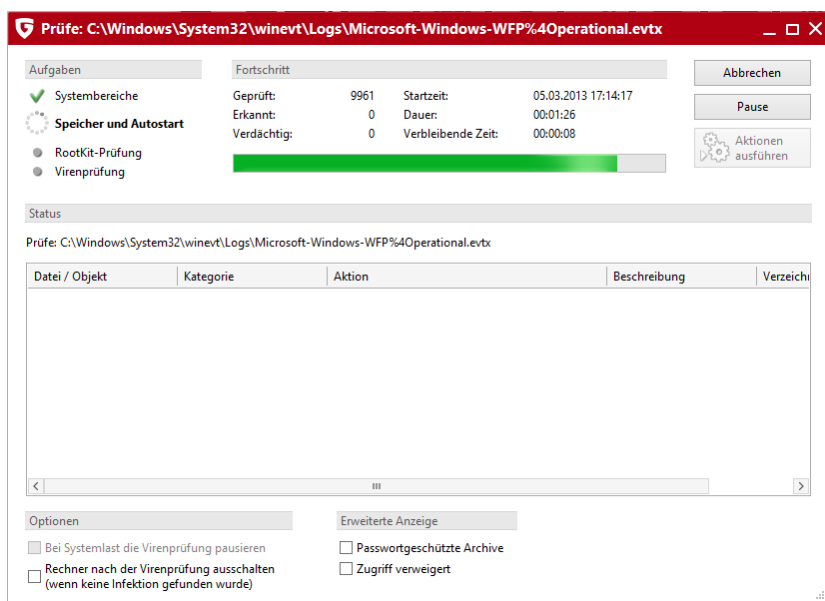 Prüfe: C:\Windows\System32\winevt\Logs\Microsoft-Windows-WFP%4Operational.evtx
Aufgaben
Systembereiche
Speicher und Autostart
RootKit-Prüfung
Virenprüfung
Fortschritt
Geprüft: 9961 Startzeit: 05.03.2013 17:14:17
Erkannt: 0 Dauer: 00:01:26
Verdächtig: 0 Verbleibende Zeit: 00:00:08
Abbrechen
Pause
Aktionen
ausführen
Status
Prüfe: C:\Windows\System32\winevt\Logs\Microsoft-Windows-WFP%4Operational.evtx
Datei / Objekt Kategorie Aktion Beschreibung Verzeich
Optionen
Bei Systemlast die Virenprüfung pausieren
Rechner nach der Virenprüfung ausschalten
(wenn keine Infektion gefunden wurde)
Erweiterte Anzeige
Passwortgeschützte Archive
Zugriff verweigert